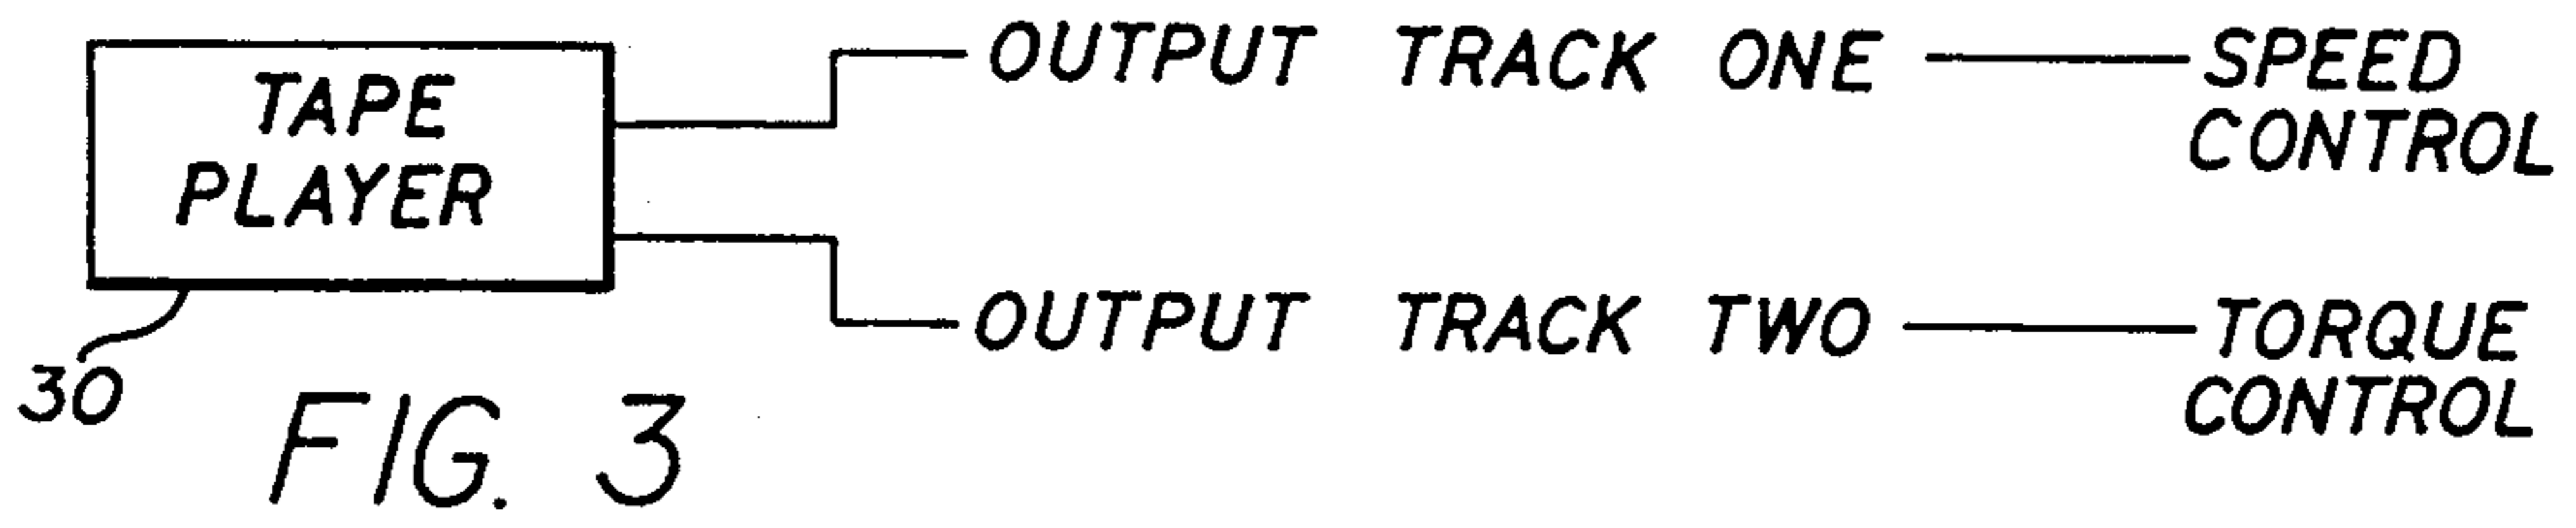 TAPE
PLAYER
OUTPUT TRACK ONE
SPEED
CONTROL
OUTPUT TRACK TWO
TORQUE
CONTROL
30
FIG. 3